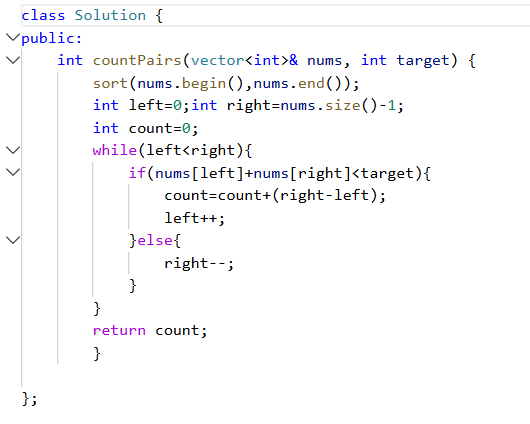 class Solution {
public:
    int countPairs(vector<int>& nums, int target) {
        sort(nums.begin(),nums.end());
        int left=0;int right=nums.size()-1;
        int count=0;
        while(left<right){
            if(nums[left]+nums[right]<target){
                count=count+(right-left);
                left++;
            }else{
                right--;
            }
        }
        return count;
        }
};